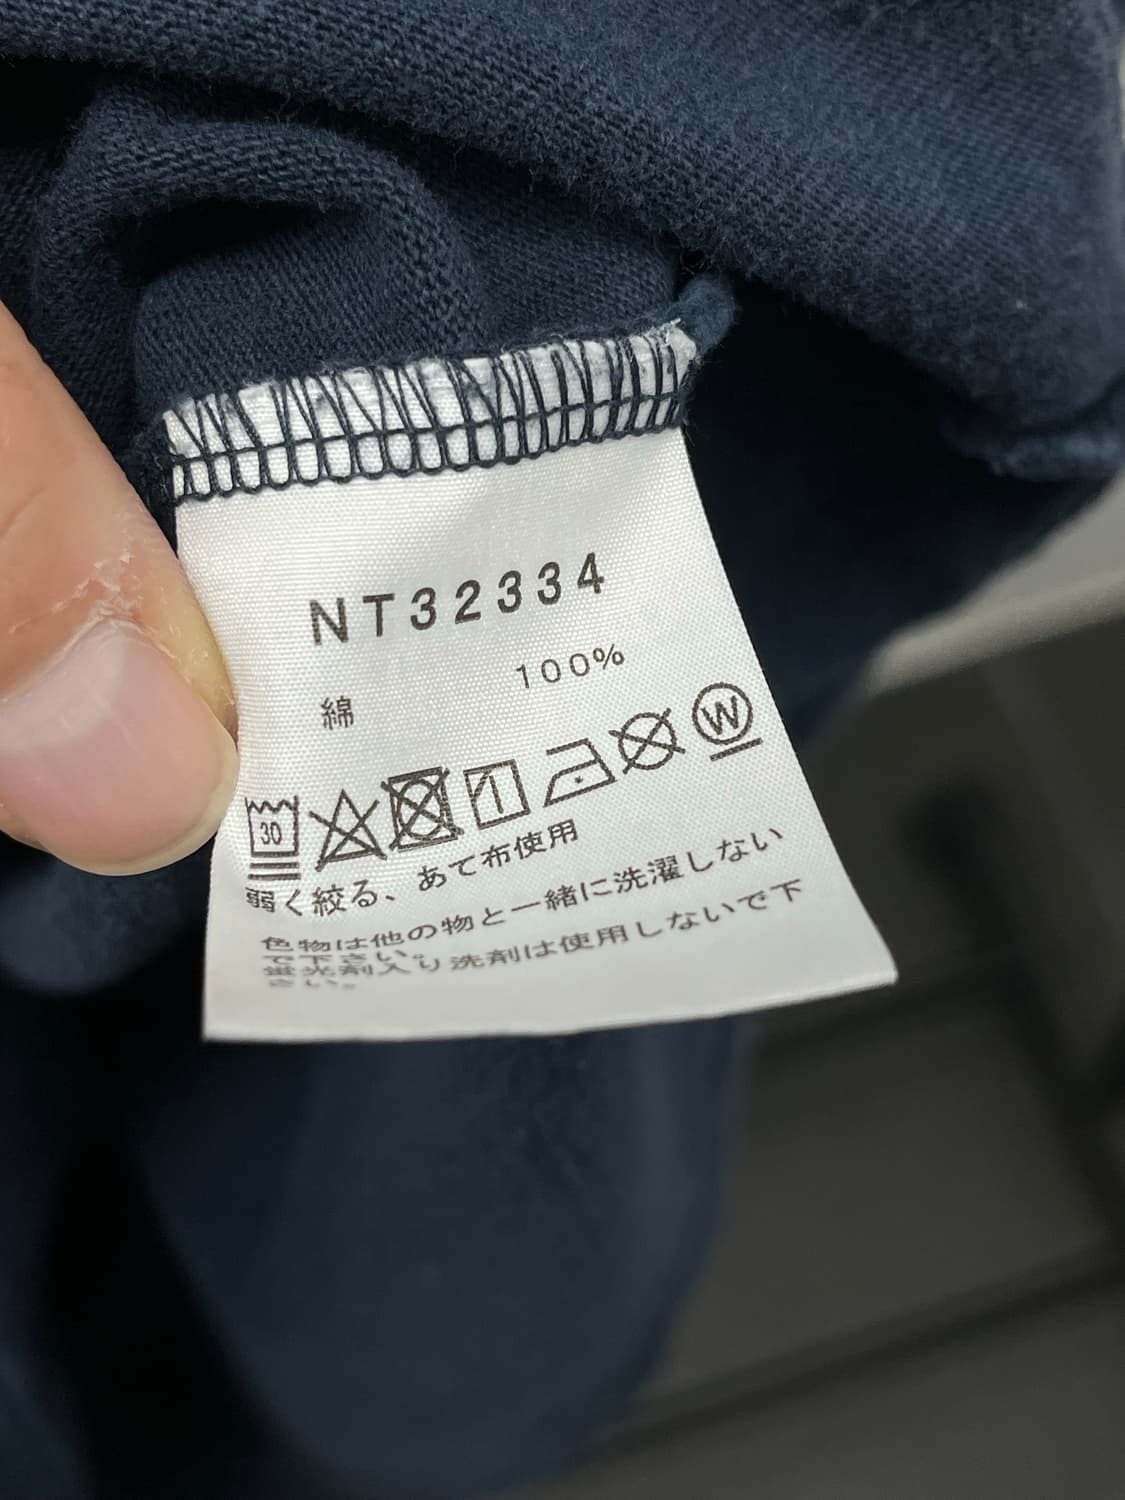 NT32334
綿 100%
30 W
弱く絞る、あて布使用
色物は他の物と一緒に洗濯しない
で下さい。
蛍光剤入り洗剤は使用しないで下
さい。